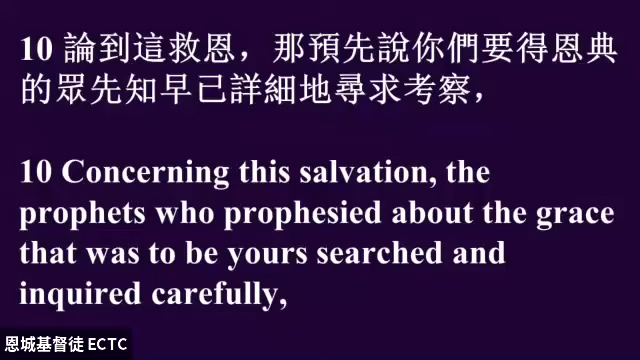 10 論到這救恩，那預先說你們要得恩典
的眾先知早已詳細地尋求考察，
10 Concerning this salvation, the
prophets who prophesied about the grace
that was to be yours searched and
inquired carefully,
恩城基督徒 ECTC